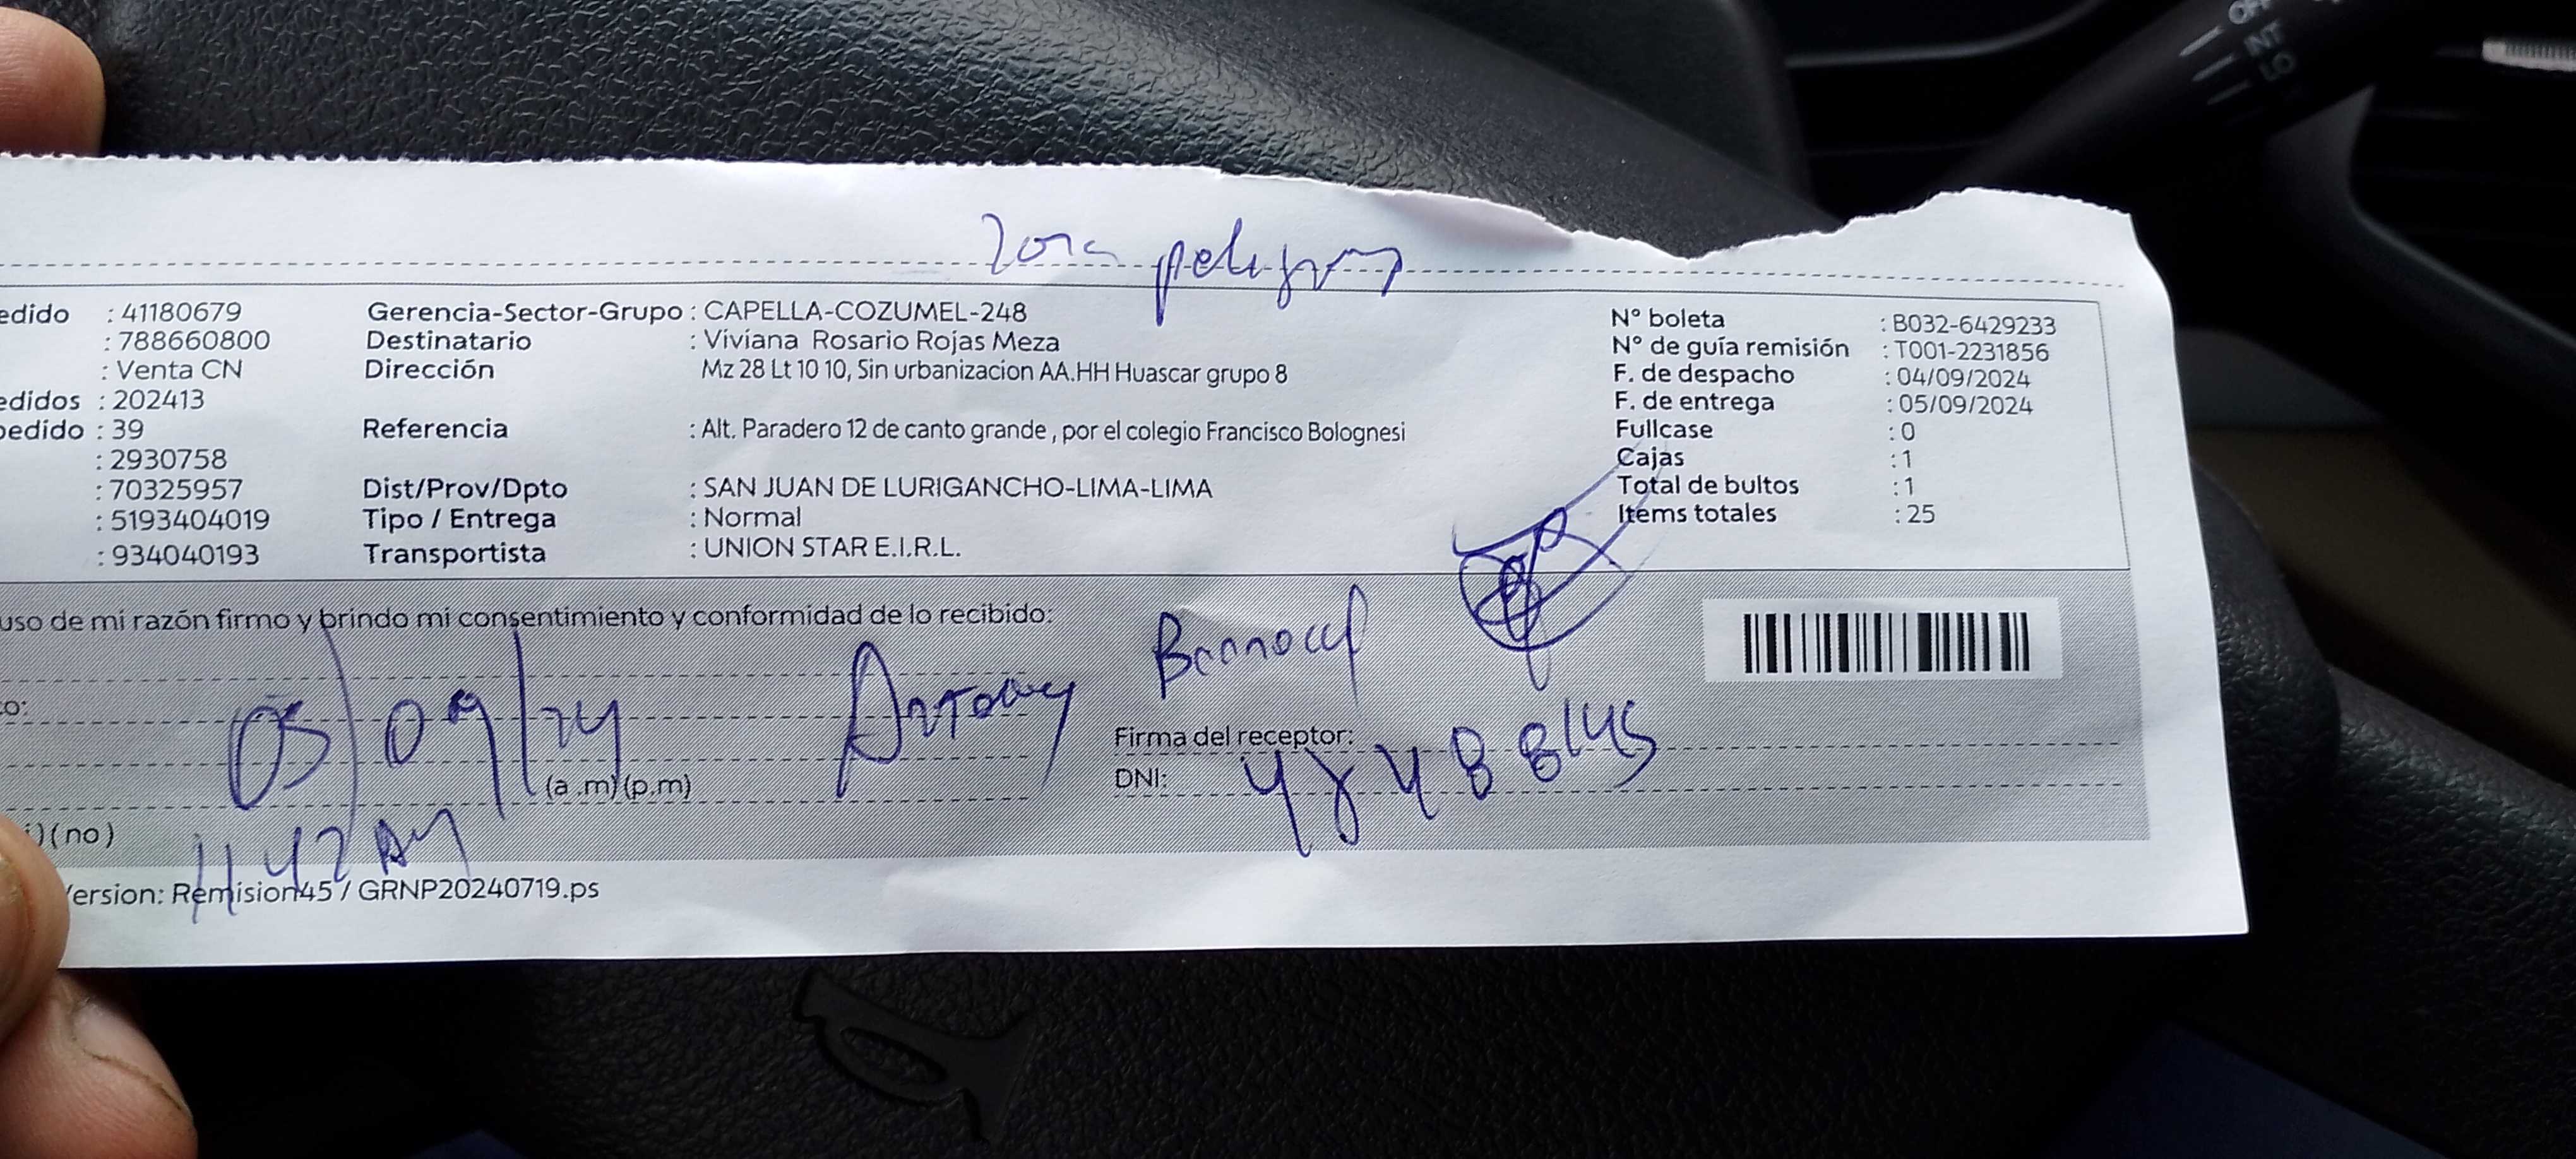 zona peligrosa
edido : 41180679 Gerencia-Sector-Grupo : CAPELLA-COZUMEL-248 N° boleta : B032-6429233
: 788660800 Destinatario : Viviana Rosario Rojas Meza N° de guía remisión : T001-2231856
: Venta CN Dirección Mz 28 Lt 10 10, Sin urbanizacion AA.HH Huascar grupo 8 F. de despacho : 04/09/2024
edidos : 202413 F. de entrega : 05/09/2024
pedido : 39 Referencia : Alt. Paradero 12 de canto grande , por el colegio Francisco Bolognesi Fullcase : 0
: 2930758 Cajas : 1
: 70325957 Dist/Prov/Dpto : SAN JUAN DE LURIGANCHO-LIMA-LIMA Total de bultos : 1
: 5193404019 Tipo / Entrega : Normal Items totales : 25
: 934040193 Transportista : UNION STAR E.I.R.L.
uso de mi razón firmo y brindo mi consentimiento y conformidad de lo recibido:
to: 05/09/24 Antony
Firma del receptor:
(a .m) (p.m) DNI:
i) (no) 11 42 AM
Version: Remision45 / GRNP20240719.ps
OFF
INT
LO